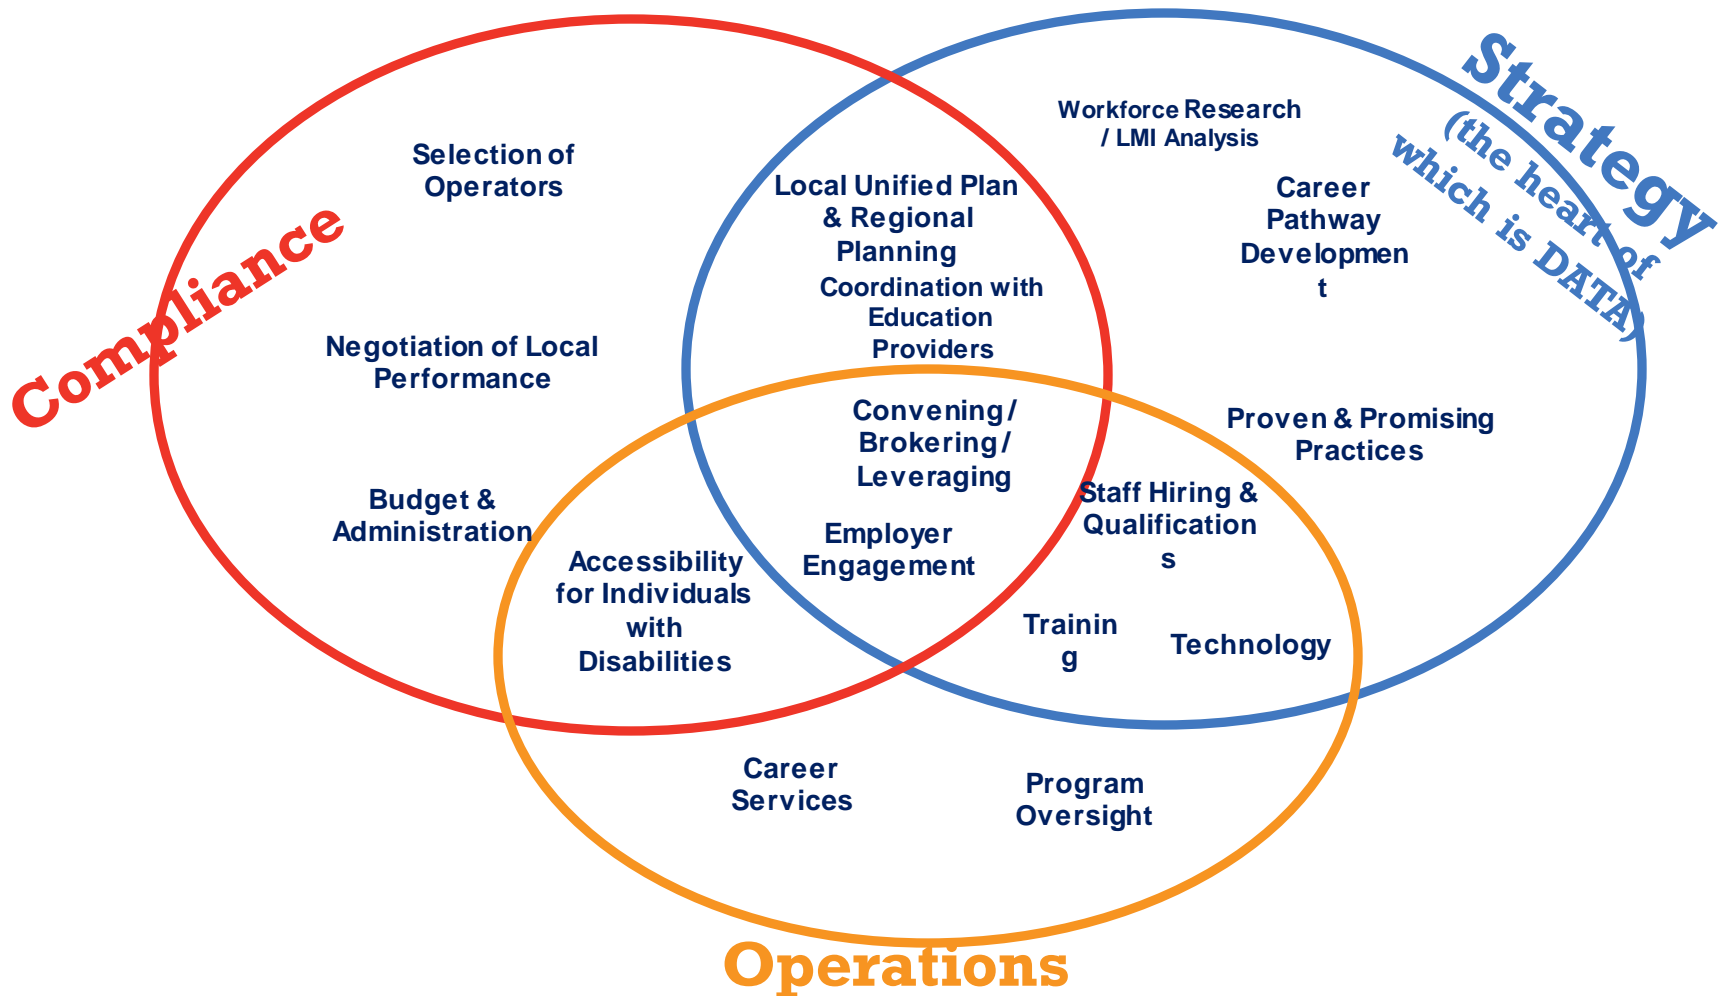 Compliance
Strategy
(the heart of
which is DATA)
Selection of
Operators
Negotiation of Local
Performance
Budget &
Administration
Local Unified Plan
& Regional
Planning
Coordination with
Education
Providers
Workforce Research
/ LMI Analysis
Career
Pathway
Developmen
t
Proven & Promising
Practices
Convening/
Brokering/
Leveraging
Employer
Engagement
Accessibility
for Individuals
with
Disabilities
Staff Hiring &
Qualification
s
Trainin
g
Technology
Career
Services
Program
Oversight
Operations